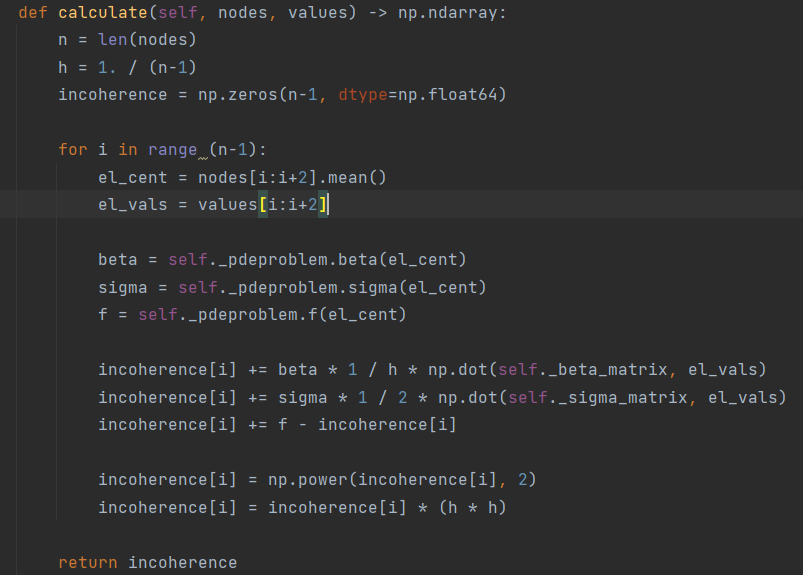 def calculate(self, nodes, values) -> np.ndarray:
    n = len(nodes)
    h = 1. / (n-1)
    incoherence = np.zeros(n-1, dtype=np.float64)

    for i in range (n-1):
        el_cent = nodes[i:i+2].mean()
        el_vals = values[i:i+2]

        beta = self._pdeproblem.beta(el_cent)
        sigma = self._pdeproblem.sigma(el_cent)
        f = self._pdeproblem.f(el_cent)

        incoherence[i] += beta * 1 / h * np.dot(self._beta_matrix, el_vals)
        incoherence[i] += sigma * 1 / 2 * np.dot(self._sigma_matrix, el_vals)
        incoherence[i] += f - incoherence[i]

        incoherence[i] = np.power(incoherence[i], 2)
        incoherence[i] = incoherence[i] * (h * h)

    return incoherence